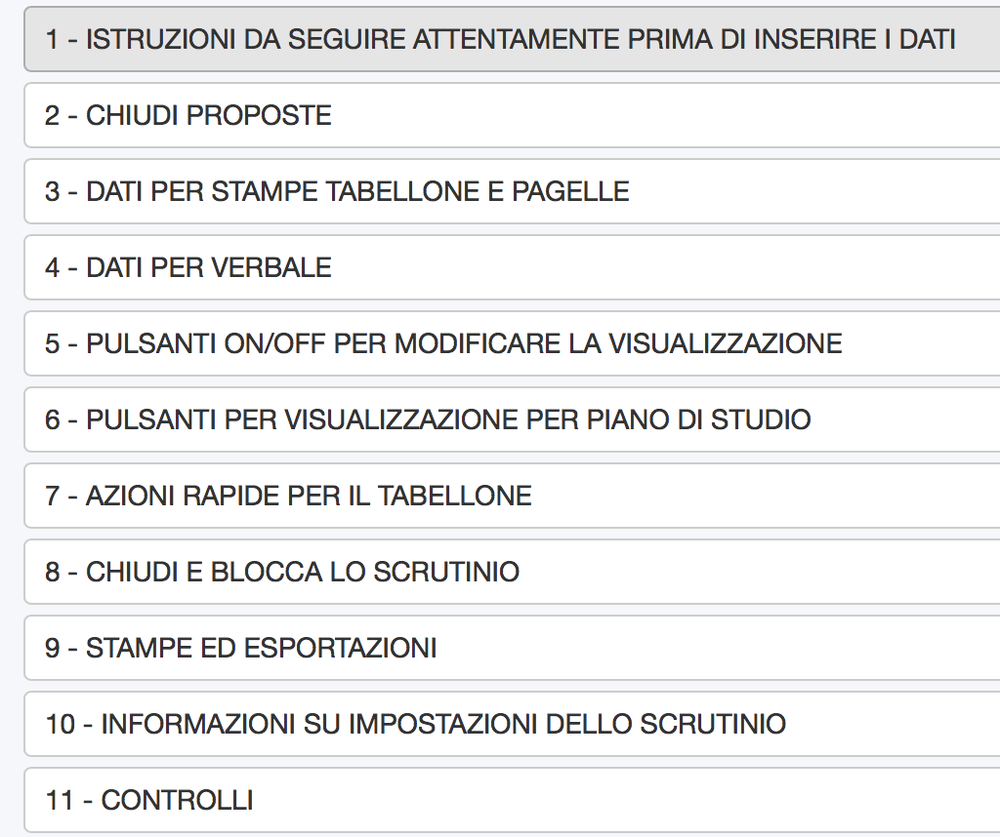 1 - ISTRUZIONI DA SEGUIRE ATTENTAMENTE PRIMA DI INSERIRE I DATI
2 - CHIUDI PROPOSTE
3 - DATI PER STAMPE TABELLONE E PAGELLE
4 - DATI PER VERBALE
5 - PULSANTI ON/OFF PER MODIFICARE LA VISUALIZZAZIONE
6 - PULSANTI PER VISUALIZZAZIONE PER PIANO DI STUDIO
7 - AZIONI RAPIDE PER IL TABELLONE
8 - CHIUDI E BLOCCA LO SCRUTINIO
9 - STAMPE ED ESPORTAZIONI
10 - INFORMAZIONI SU IMPOSTAZIONI DELLO SCRUTINIO
11 - CONTROLLI